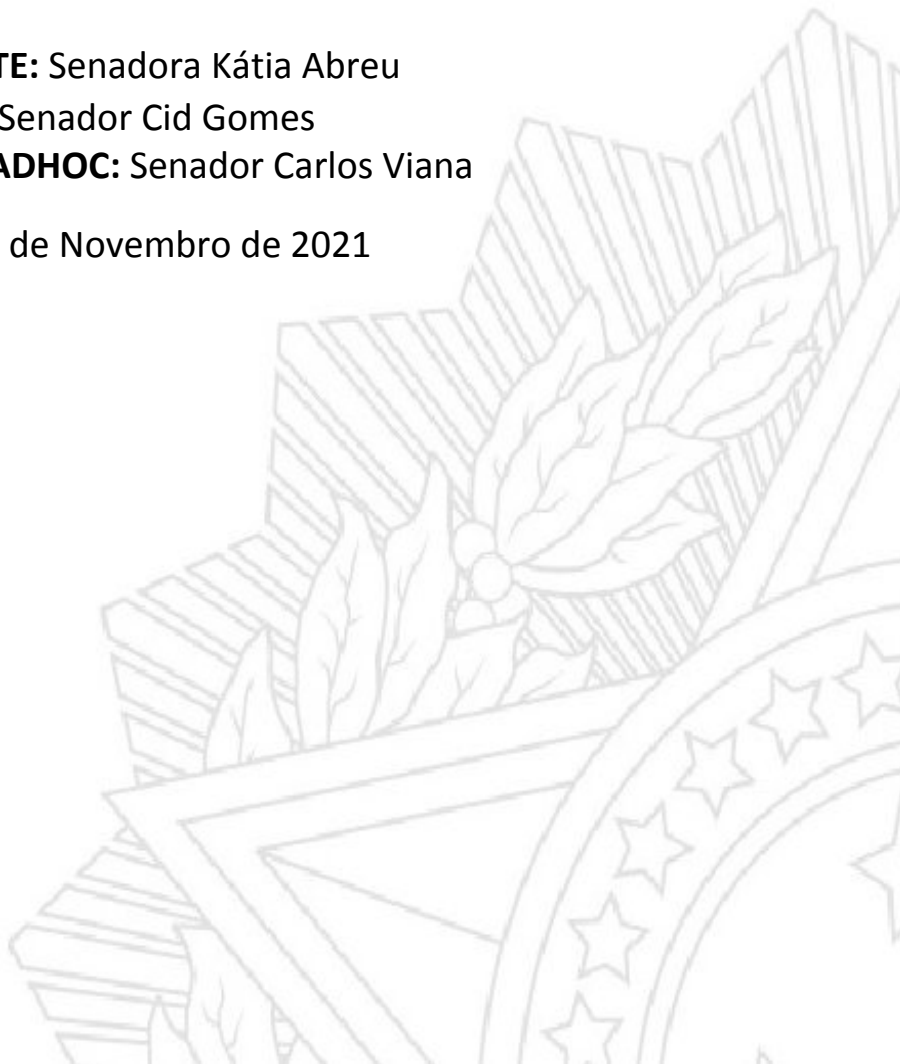 TE: Senadora Kátia Abreu
Senador Cid Gomes
ADHOC: Senador Carlos Viana
de Novembro de 2021